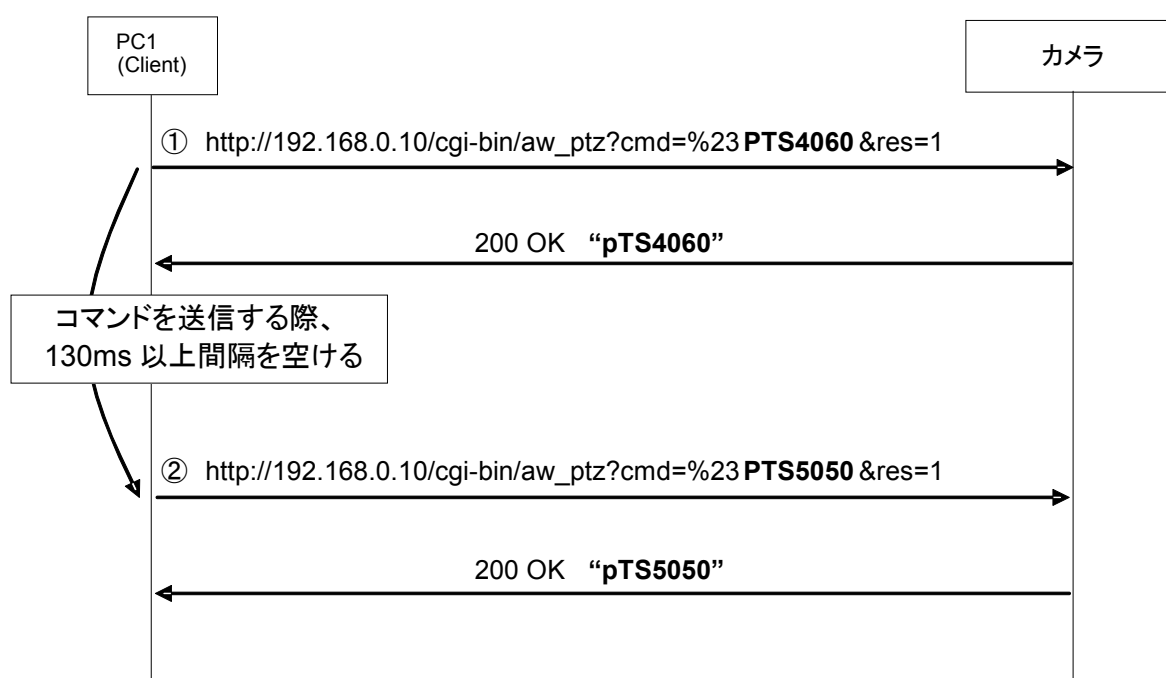 PC1
(Client)
カメラ
① http://192.168.0.10/cgi-bin/aw_ptz?cmd=%23PTS4060&res=1
200 OK “pTS4060”
コマンドを送信する際、
130ms 以上間隔を空ける
② http://192.168.0.10/cgi-bin/aw_ptz?cmd=%23PTS5050&res=1
200 OK “pTS5050”